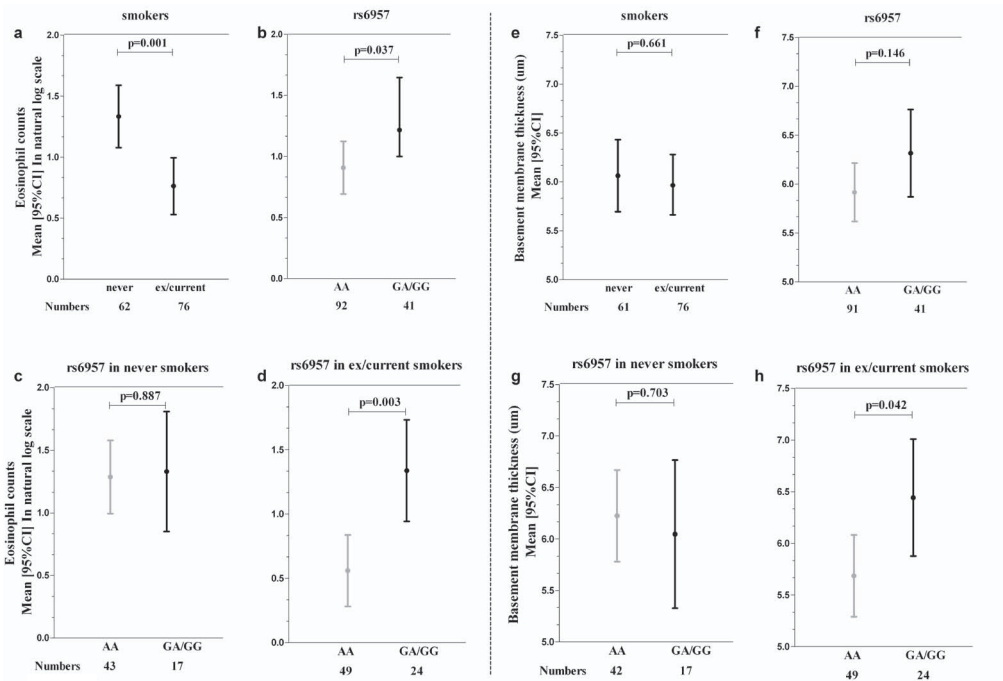 a
smokers
2.0
1.5
1.0
0.5
0.0
p=0.001
Eosinophil counts
Mean [95%CI] In natural log scale
never ex/current
Numbers 62 76
b
rs6957
2.0
1.5
1.0
0.5
0.0
p=0.037
AA GA/GG
92 41
e
smokers
7.5
7.0
6.5
6.0
5.5
5.0
p=0.661
Basement membrane thickness (um)
Mean [95%CI]
never ex/current
Numbers 61 76
f
rs6957
7.5
7.0
6.5
6.0
5.5
5.0
p=0.146
AA GA/GG
91 41
c
rs6957 in never smokers
2.0
1.5
1.0
0.5
0.0
p=0.887
Eosinophil counts
Mean [95%CI] In natural log scale
AA GA/GG
Numbers 43 17
d
rs6957 in ex/current smokers
2.0
1.5
1.0
0.5
0.0
p=0.003
AA GA/GG
49 24
g
rs6957 in never smokers
7.5
7.0
6.5
6.0
5.5
5.0
p=0.703
Basement membrane thickness (um)
Mean [95%CI]
AA GA/GG
Numbers 42 17
h
rs6957 in ex/current smokers
7.5
7.0
6.5
6.0
5.5
5.0
p=0.042
AA GA/GG
49 24